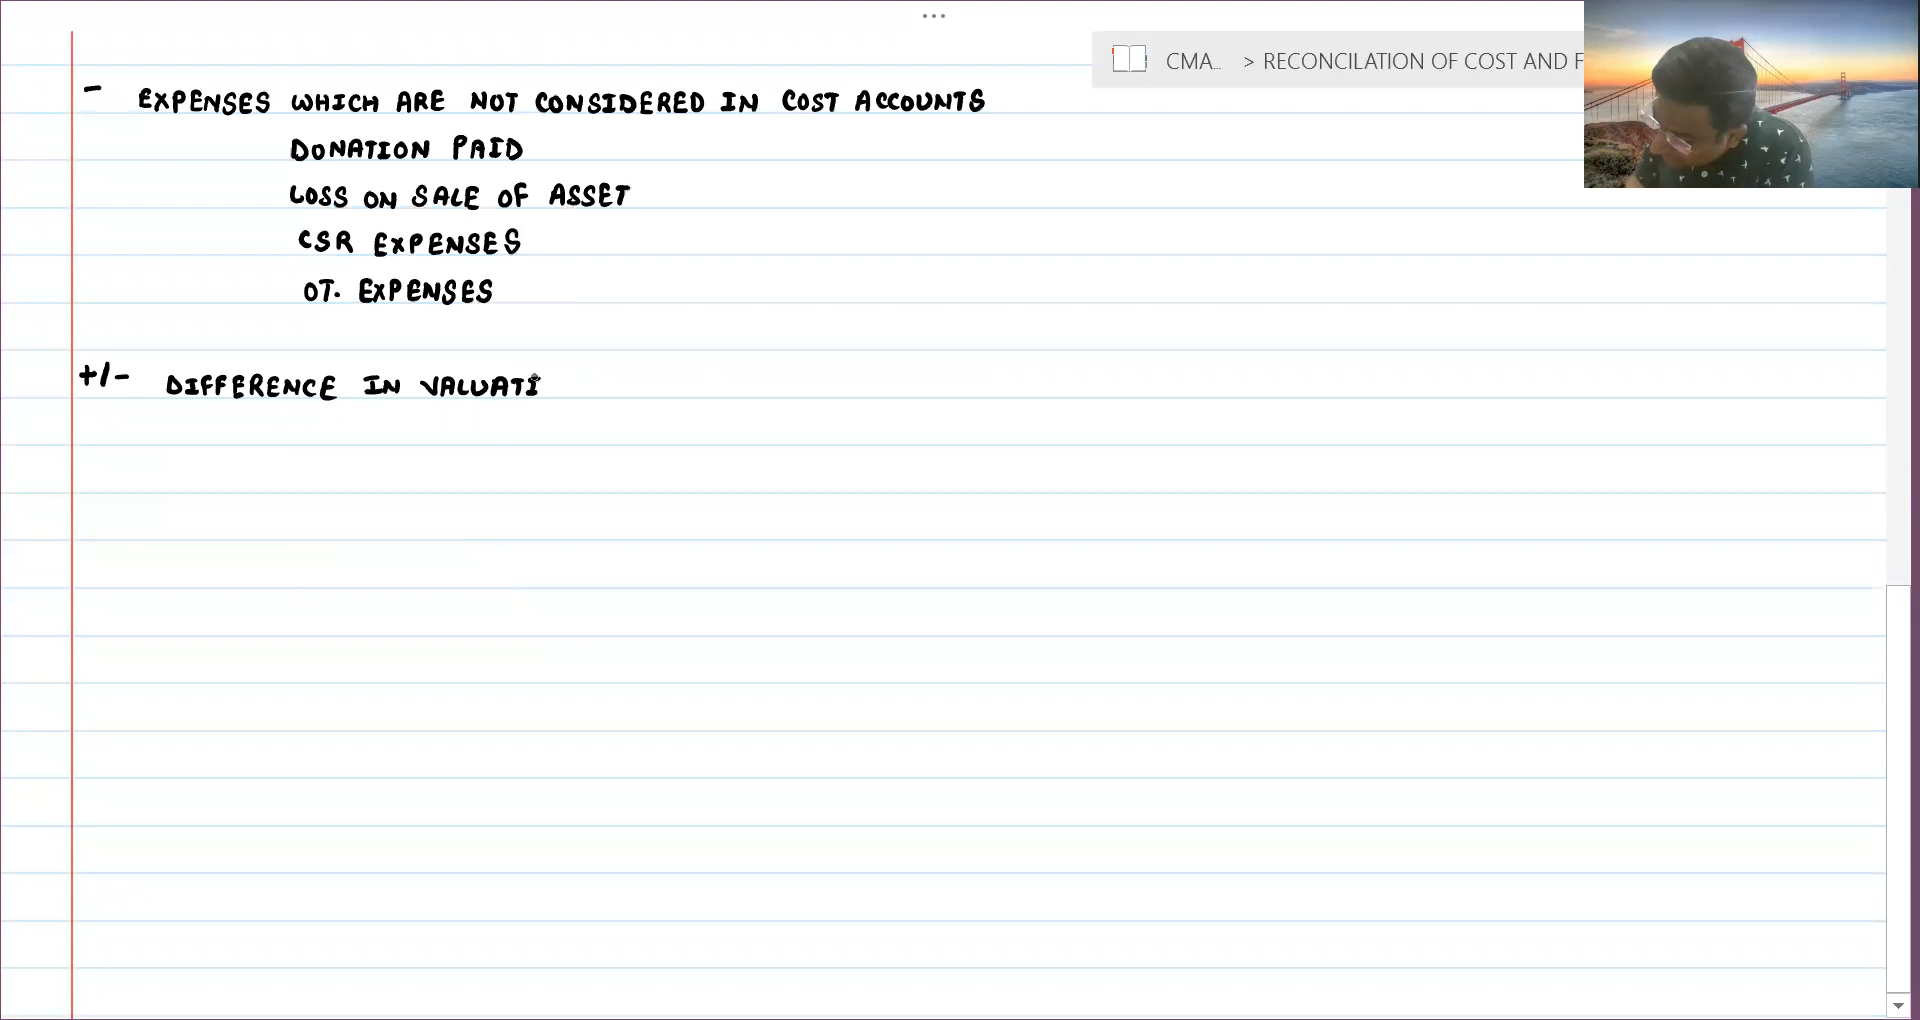 ...
CMA... > RECONCILATION OF COST AND F
- EXPENSES WHICH ARE NOT CONSIDERED IN COST ACCOUNTS
DONATION PAID
LOSS ON SALE OF ASSET
CSR EXPENSES
OT. EXPENSES
+/- DIFFERENCE IN VALUATI